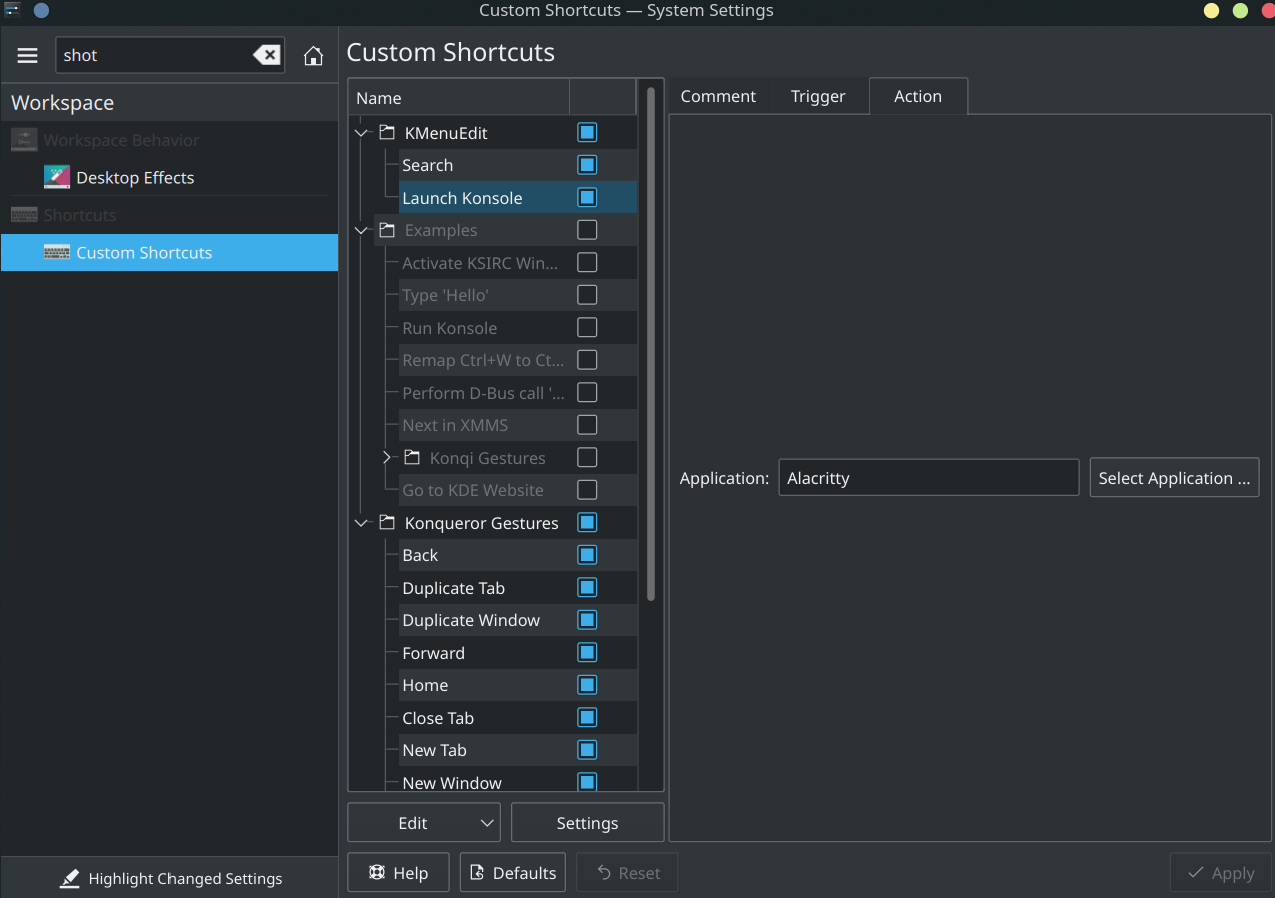 Custom Shortcuts — System Settings
shot
Workspace
Workspace Behavior
Desktop Effects
Shortcuts
Custom Shortcuts
Highlight Changed Settings
Custom Shortcuts
Name
KMenuEdit
Search
Launch Konsole
Examples
Activate KSIRC Win...
Type 'Hello'
Run Konsole
Remap Ctrl+W to Ct...
Perform D-Bus call '...
Next in XMMS
Konqi Gestures
Go to KDE Website
Konqueror Gestures
Back
Duplicate Tab
Duplicate Window
Forward
Home
Close Tab
New Tab
New Window
Edit
Settings
Comment
Trigger
Action
Application:
Alacritty
Select Application ...
Help
Defaults
Reset
Apply